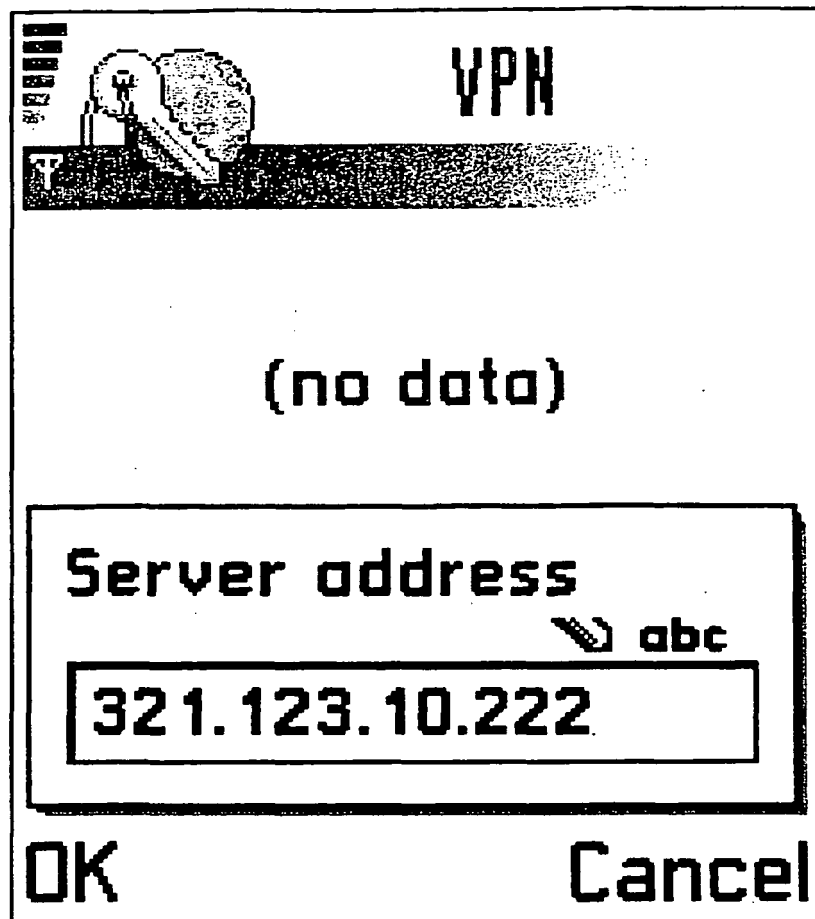 VPN
(no data)
Server address
abc
321.123.10.222
OK Cancel